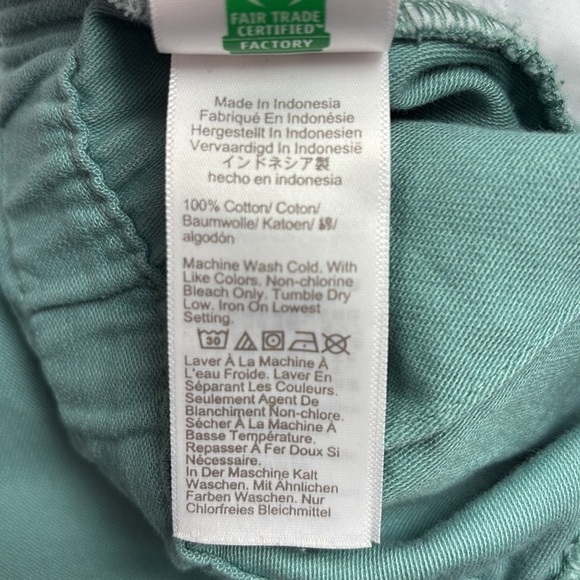 FAIR TRADE
CERTIFIED™
FACTORY
Made In Indonesia
Fabriqué En Indonésie
Hergestellt In Indonesien
Vervaardigd In Indonesië
インドネシア製
hecho en indonesia
100% Cotton/ Coton/
Baumwolle/ Katoen/ 綿/
algodón
Machine Wash Cold. With
Like Colors. Non-chlorine
Bleach Only. Tumble Dry
Low. Iron On Lowest
Setting.
30
Laver À La Machine À
L'eau Froide. Laver En
Séparant Les Couleurs.
Seulement Agent De
Blanchiment Non-chlore.
Sécher À La Machine À
Basse Température.
Repasser À Fer Doux Si
Nécessaire.
In Der Maschine Kalt
Waschen. Mit Ähnlichen
Farben Waschen. Nur
Chlorfreies Bleichmittel